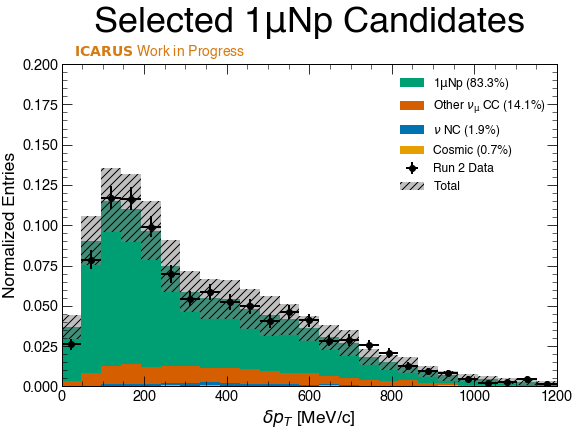 Selected 1μNp Candidates
ICARUS Work in Progress
0.200
0.175
0.150
0.125
0.100
0.075
0.050
0.025
0.000
Normalized Entries
1μNp (83.3%)
Other νμ CC (14.1%)
ν NC (1.9%)
Cosmic (0.7%)
Run 2 Data
Total
0 200 400 600 800 1000 1200
δpT [MeV/c]